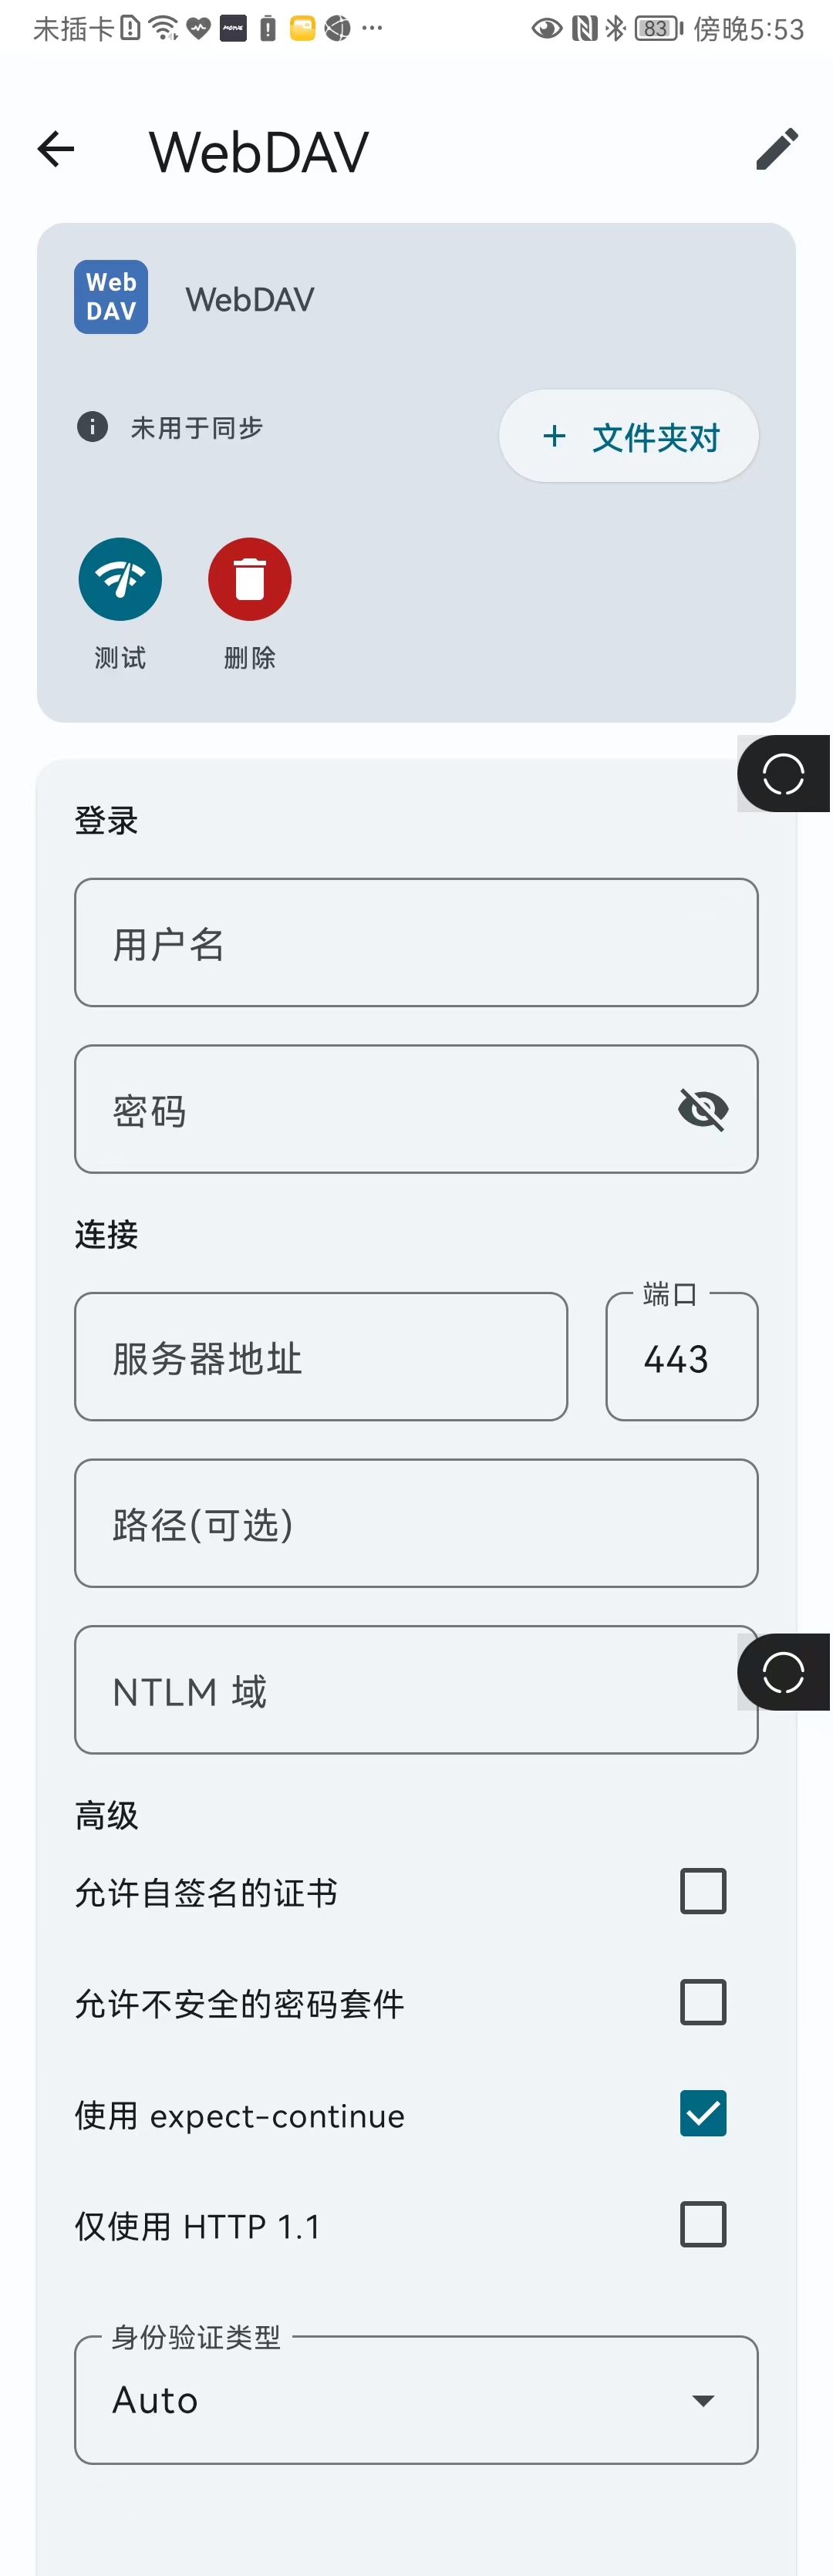 未插卡
83 傍晚5:53
WebDAV
Web
DAV
WebDAV
未用于同步
+ 文件夹对
测试 删除
登录
用户名
密码
连接
服务器地址
端口
443
路径(可选)
NTLM 域
高级
允许自签名的证书
允许不安全的密码套件
使用 expect-continue
仅使用 HTTP 1.1
身份验证类型
Auto